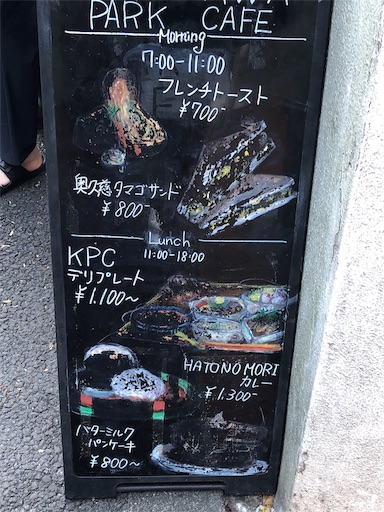 PARK CAFE
Morning
7:00-11:00
フレンチトースト
¥700-
奥久慈タマゴサンド
¥800-
Lunch
11:00-18:00
KPC
デリプレート
¥1.100~
HATONOMORI
カレー
¥1.300-
バターミルク
パンケーキ
¥800~